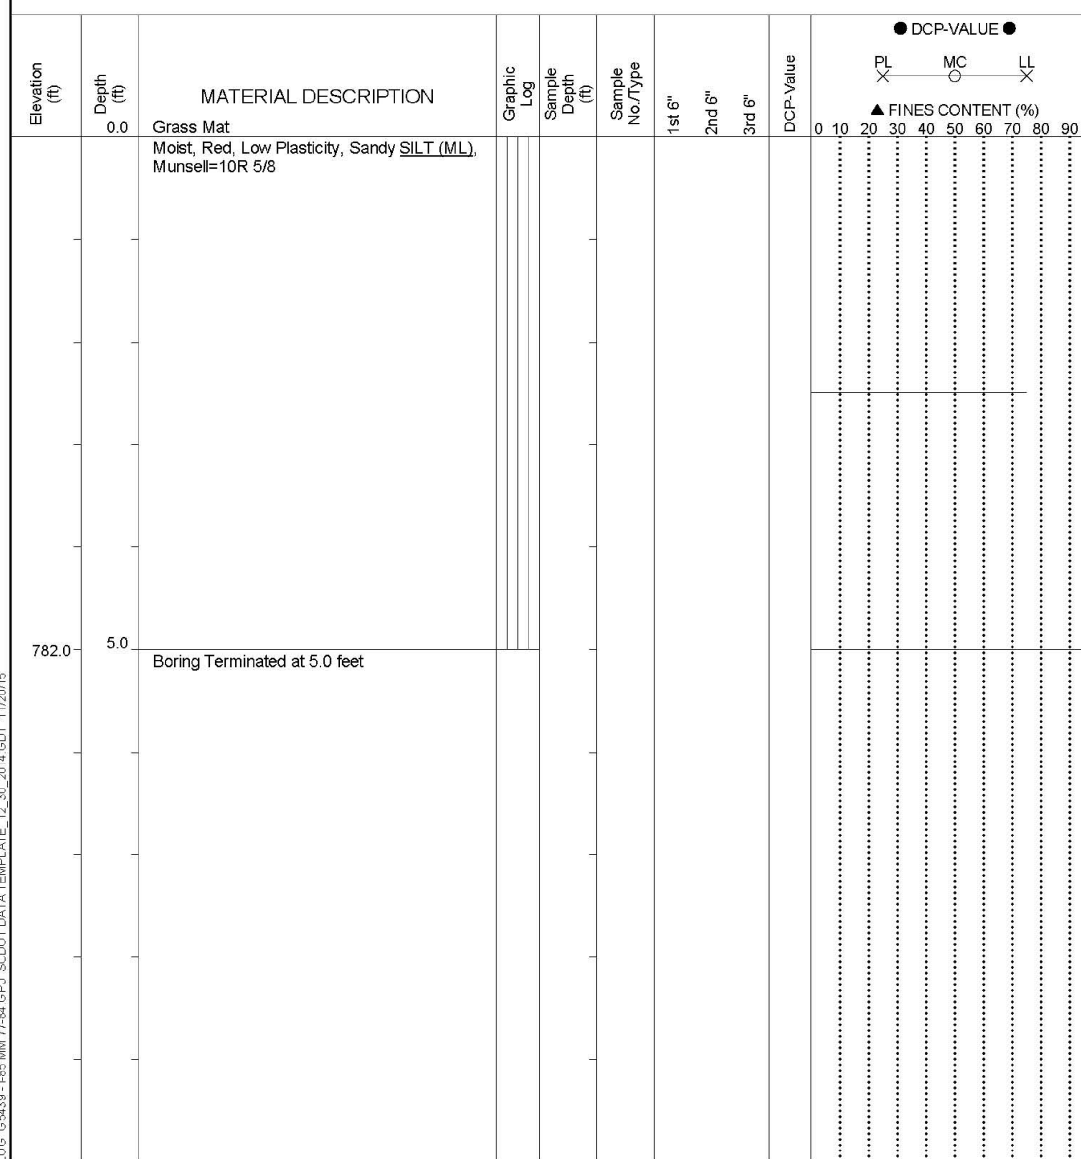 ● DCP-VALUE ●
PL MC LL
▲ FINES CONTENT (%)
0 10 20 30 40 50 60 70 80 90
Elevation
(ft)
Depth
(ft)
0.0
MATERIAL DESCRIPTION
Graphic
Log
Sample
Depth
(ft)
Sample
No./Type
1st 6"
2nd 6"
3rd 6"
DCP-Value
Grass Mat
Moist, Red, Low Plasticity, Sandy SILT (ML),
Munsell=10R 5/8
782.0
5.0
Boring Terminated at 5.0 feet